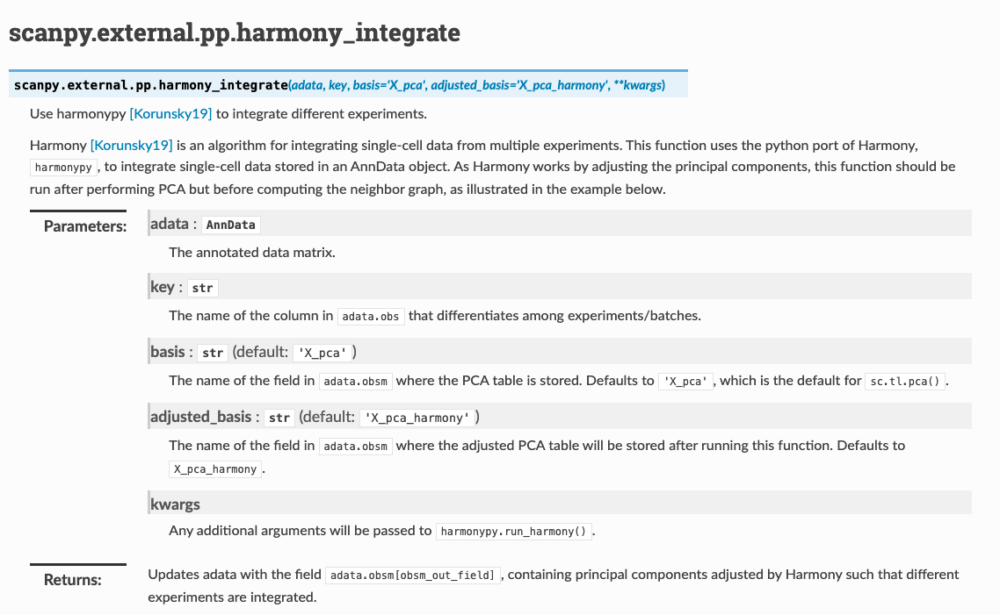 scanpy.external.pp.harmony_integrate
scanpy.external.pp.harmony_integrate(adata, key, basis='X_pca', adjusted_basis='X_pca_harmony', **kwargs)
Use harmonypy [Korunsky19] to integrate different experiments.
Harmony [Korunsky19] is an algorithm for integrating single-cell data from multiple experiments. This function uses the python port of Harmony,
harmonypy, to integrate single-cell data stored in an AnnData object. As Harmony works by adjusting the principal components, this function should be
run after performing PCA but before computing the neighbor graph, as illustrated in the example below.
Parameters:
adata : AnnData
The annotated data matrix.
key : str
The name of the column in adata.obs that differentiates among experiments/batches.
basis : str (default: 'X_pca')
The name of the field in adata.obsm where the PCA table is stored. Defaults to 'X_pca', which is the default for sc.tl.pca().
adjusted_basis : str (default: 'X_pca_harmony')
The name of the field in adata.obsm where the adjusted PCA table will be stored after running this function. Defaults to
X_pca_harmony.
kwargs
Any additional arguments will be passed to harmonypy.run_harmony().
Returns:
Updates adata with the field adata.obsm[obsm_out_field], containing principal components adjusted by Harmony such that different
experiments are integrated.